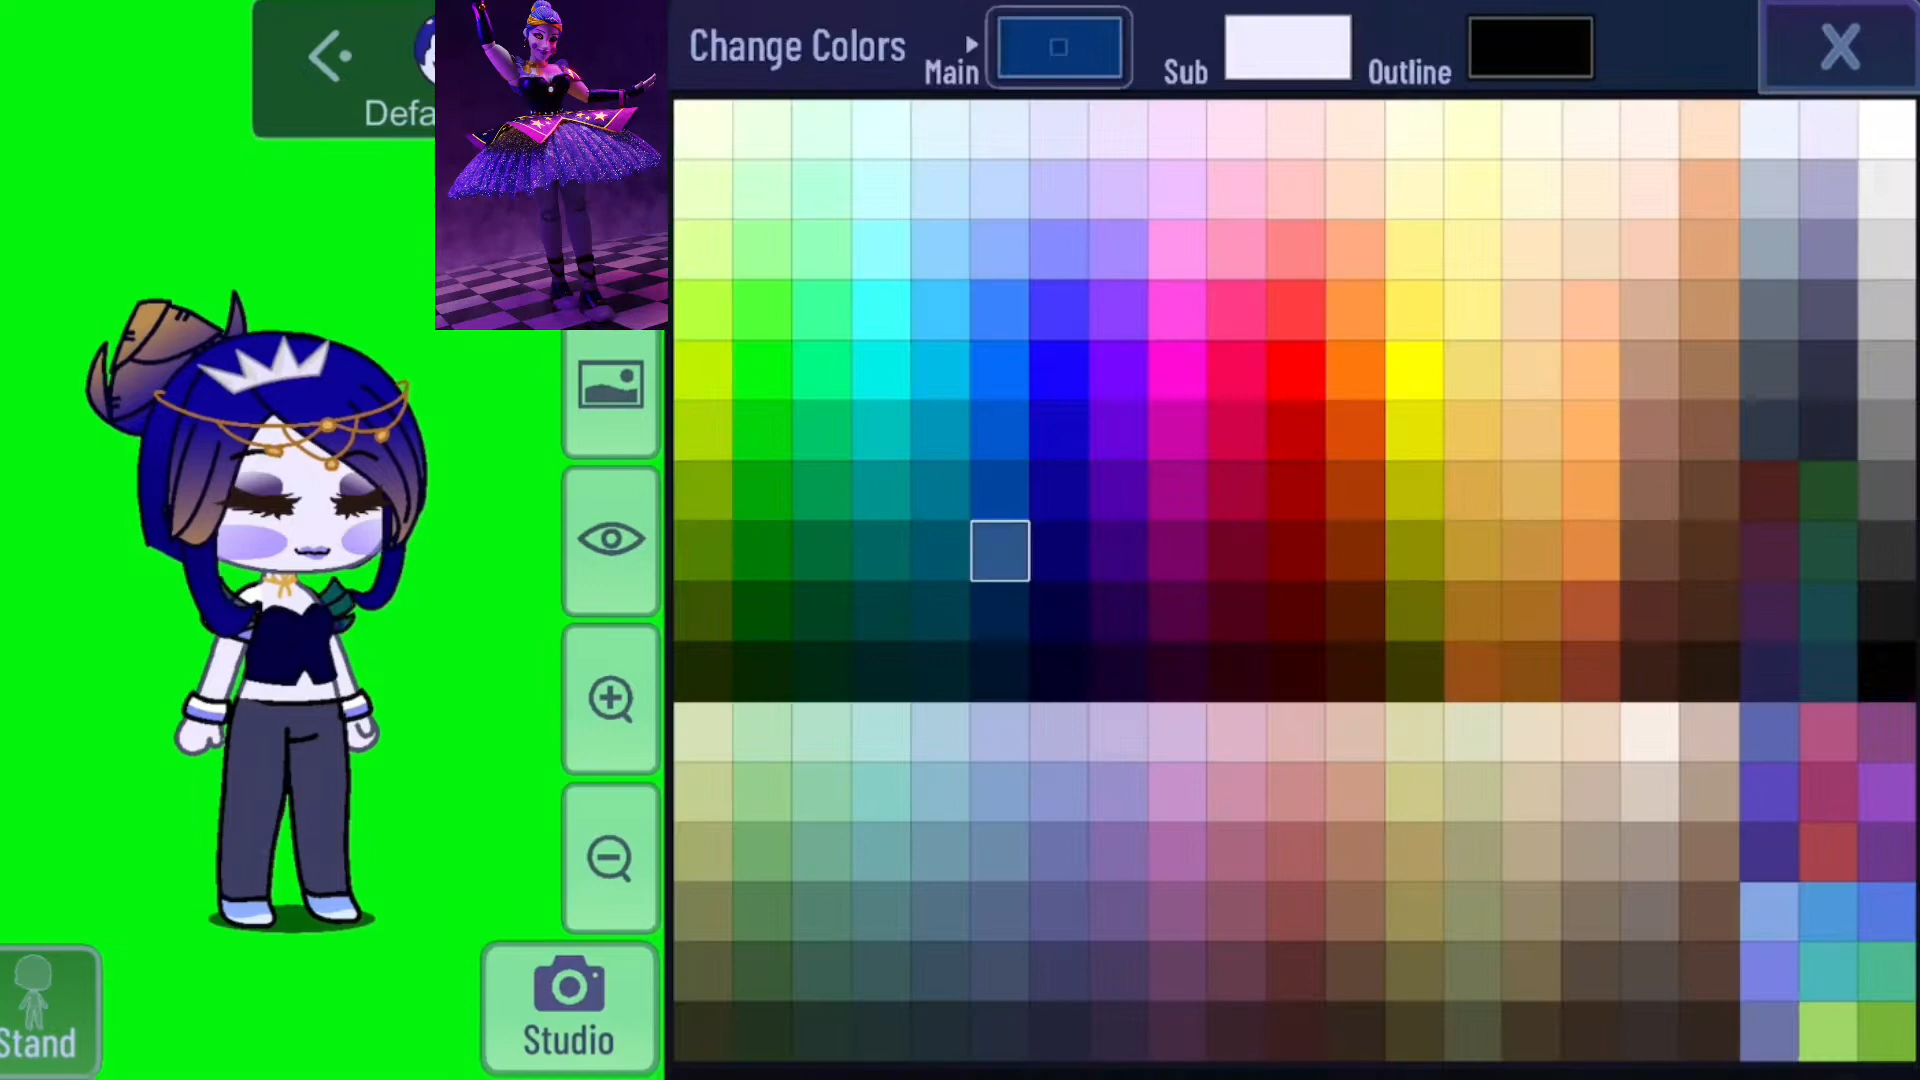 Change Colors
Main
Sub
Outline
X
Defa
Studio
Stand